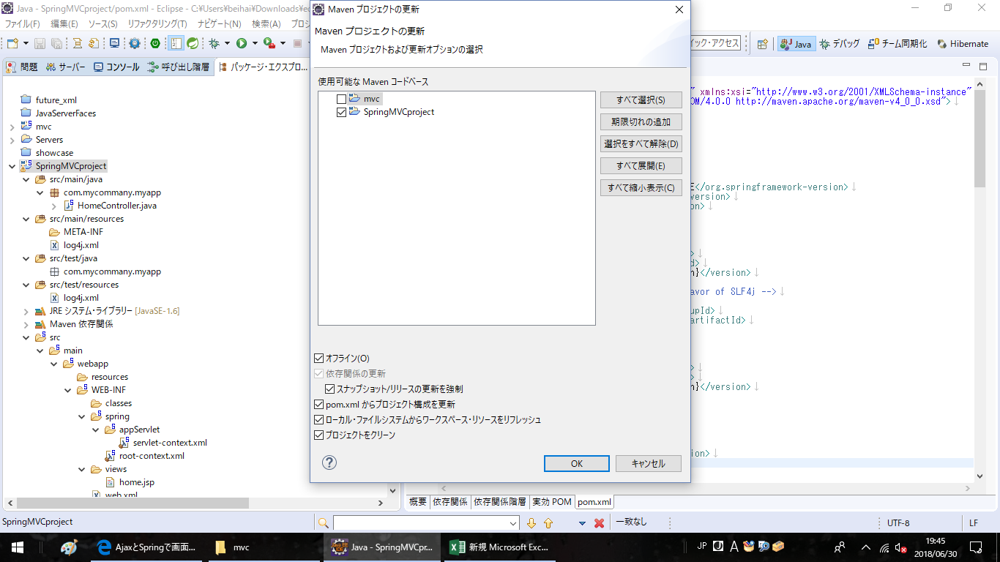 Java - SpringMVCproject/pom.xml - Eclipse - C:¥Users¥beihai¥Downloads¥ec
Maven プロジェクトの更新
ファイル(F) 編集(E) ソース(S) リファクタリング(T) ナビゲート(N) 検索(A) プロジ
Maven プロジェクトの更新
Maven プロジェクトおよび更新オプションの選択
イック・アクセス
Java
デバッグ
チーム同期化
Hibernate
問題
サーバー
コンソール
呼び出し階層
パッケージ・エクスプロ...
使用可能な Maven コードベース
mvc
SpringMVCproject
すべて選択(S)
期限切れの追加
選択をすべて解除(D)
すべて展開(E)
すべて縮小表示(C)
future_xml
JavaServerFaces
mvc
Servers
showcase
SpringMVCproject
src/main/java
com.mycommany.myapp
HomeController.java
src/main/resources
META-INF
log4j.xml
src/test/java
com.mycommany.myapp
src/test/resources
log4j.xml
JRE システム・ライブラリー [JavaSE-1.6]
Maven 依存関係
src
main
webapp
resources
WEB-INF
classes
spring
appServlet
servlet-context.xml
root-context.xml
views
home.jsp
web.xml
" xmlns:xsi="http://www.w3.org/2001/XMLSchema-instance"
OM/4.0.0 http://maven.apache.org/maven-v4_0_0.xsd">↓
E</org.springframework-version>↓
version>↓
on>↓
>↓
d>↓
n}</version>↓
avor of SLF4j -->↓
upId>↓
artifactId>↓
>↓
>↓
n}</version>↓
ion>↓
オフライン(O)
依存関係の更新
スナップショット/リリースの更新を強制
pom.xml からプロジェクト構成を更新
ローカル・ファイルシステムからワークスペース・リソースをリフレッシュ
プロジェクトをクリーン
OK
キャンセル
概要 依存関係 依存関係階層 実効 POM pom.xml
SpringMVCproject
一致なし
UTF-8
LF
AjaxとSpringで画面...
mvc
Java - SpringMVCpr...
新規 Microsoft Exc...
JP
A
19:45
2018/06/30